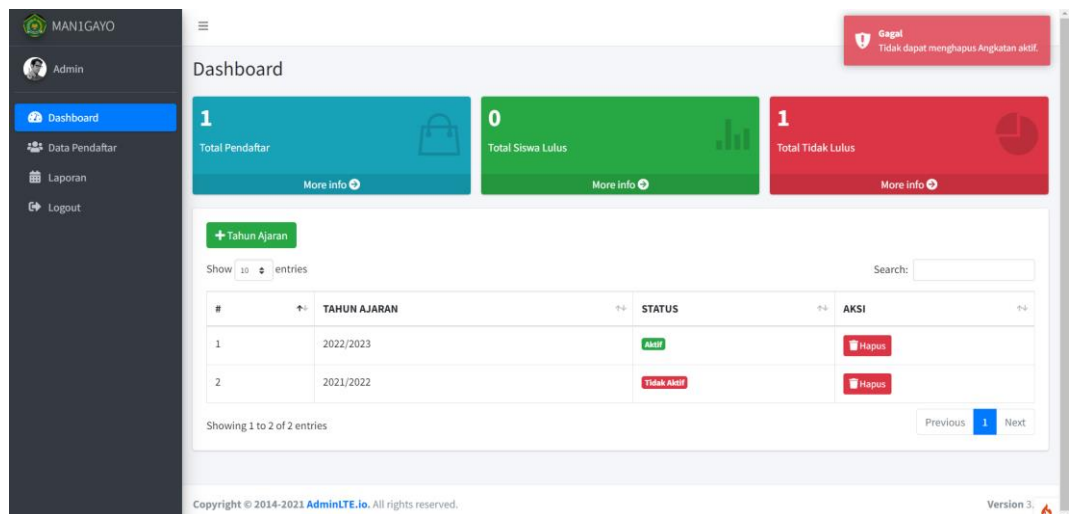 MAN1GAYO
Admin
Dashboard
Data Pendaftar
Laporan
Logout
Gagal
Tidak dapat menghapus Angkatan aktif.
Dashboard
1
Total Pendaftar
More info
0
Total Siswa Lulus
More info
1
Total Tidak Lulus
More info
+ Tahun Ajaran
Show 10 entries
Search:
# TAHUN AJARAN STATUS AKSI
1 2022/2023 Aktif Hapus
2 2021/2022 Tidak Aktif Hapus
Showing 1 to 2 of 2 entries
Previous 1 Next
Copyright © 2014-2021 AdminLTE.io. All rights reserved.
Version 3.